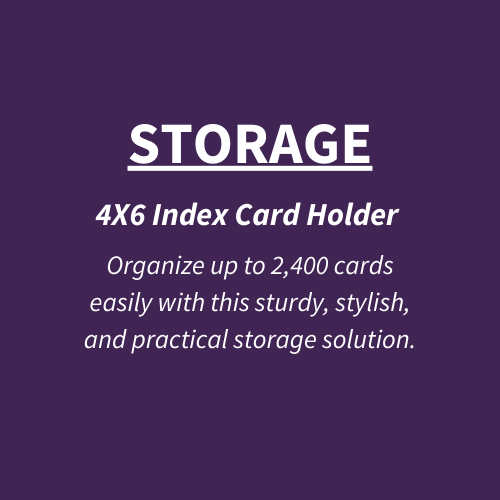 STORAGE
4X6 Index Card Holder
Organize up to 2,400 cards
easily with this sturdy, stylish,
and practical storage solution.